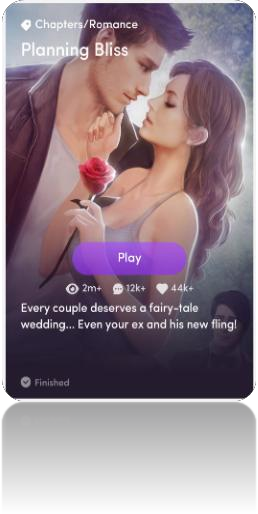 Chapters/Romance
Planning Bliss
Play
2m+ 12k+ 44k+
Every couple deserves a fairy-tale
wedding... Even your ex and his new fling!
Finished